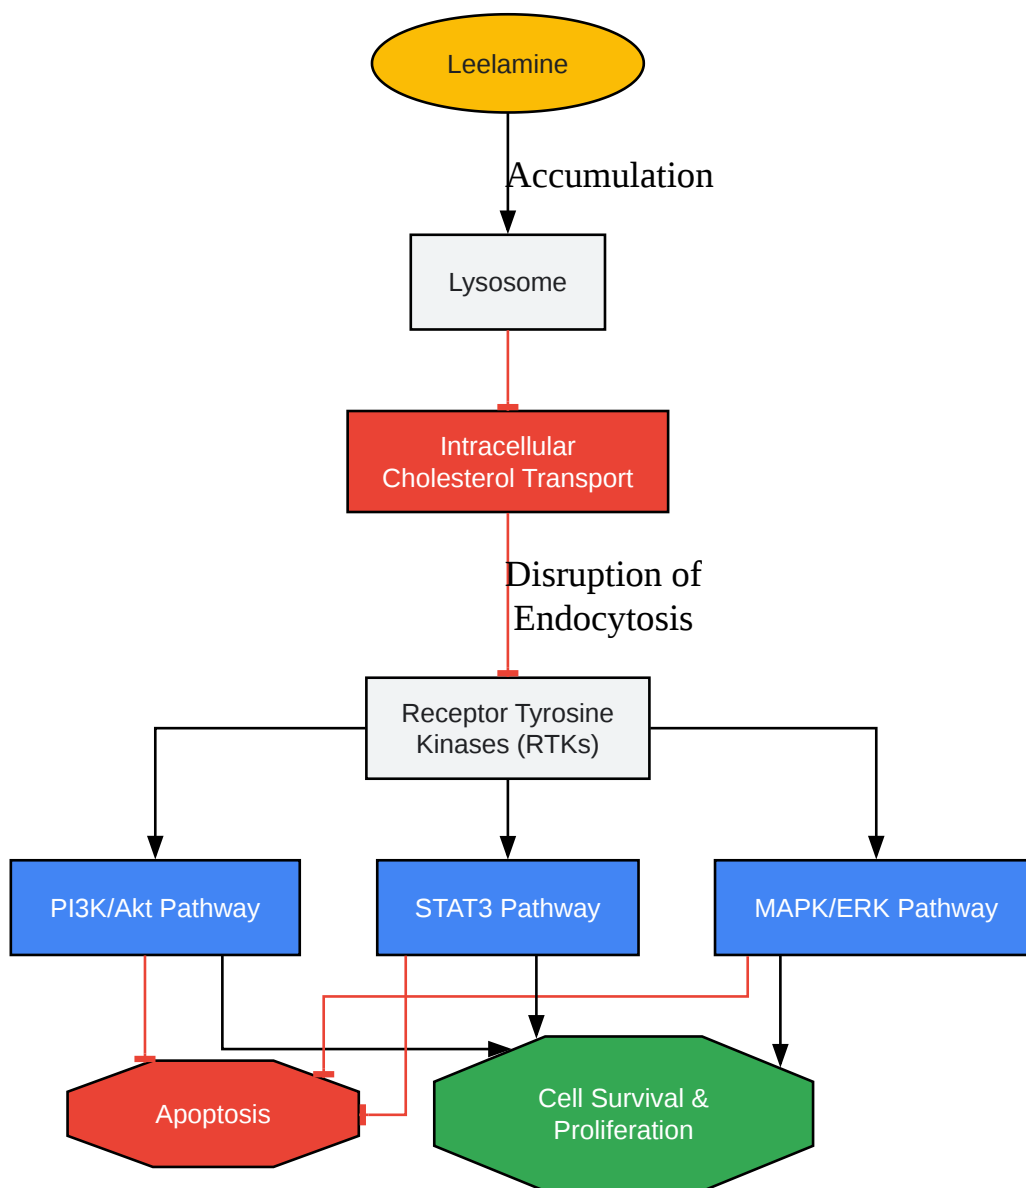 Leelamine
Accumulation
Lysosome
Intracellular
Cholesterol Transport
Disruption of
Endocytosis
Receptor Tyrosine
Kinases (RTKs)
PI3K/Akt Pathway
STAT3 Pathway
MAPK/ERK Pathway
Apoptosis
Cell Survival &
Proliferation